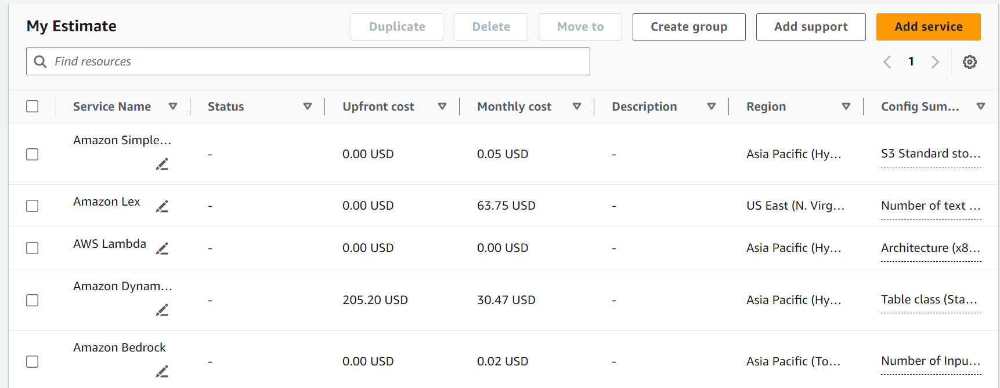 My Estimate
Duplicate
Delete
Move to
Create group
Add support
Add service
Find resources
1
Service Name
Status
Upfront cost
Monthly cost
Description
Region
Config Sum...
Amazon Simple...
-
0.00 USD
0.05 USD
-
Asia Pacific (Hy...
S3 Standard sto...
Amazon Lex
-
0.00 USD
63.75 USD
-
US East (N. Virg...
Number of text ...
AWS Lambda
-
0.00 USD
0.00 USD
-
Asia Pacific (Hy...
Architecture (x8...
Amazon Dynam...
-
205.20 USD
30.47 USD
-
Asia Pacific (Hy...
Table class (Sta...
Amazon Bedrock
-
0.00 USD
0.02 USD
-
Asia Pacific (To...
Number of Inpu...